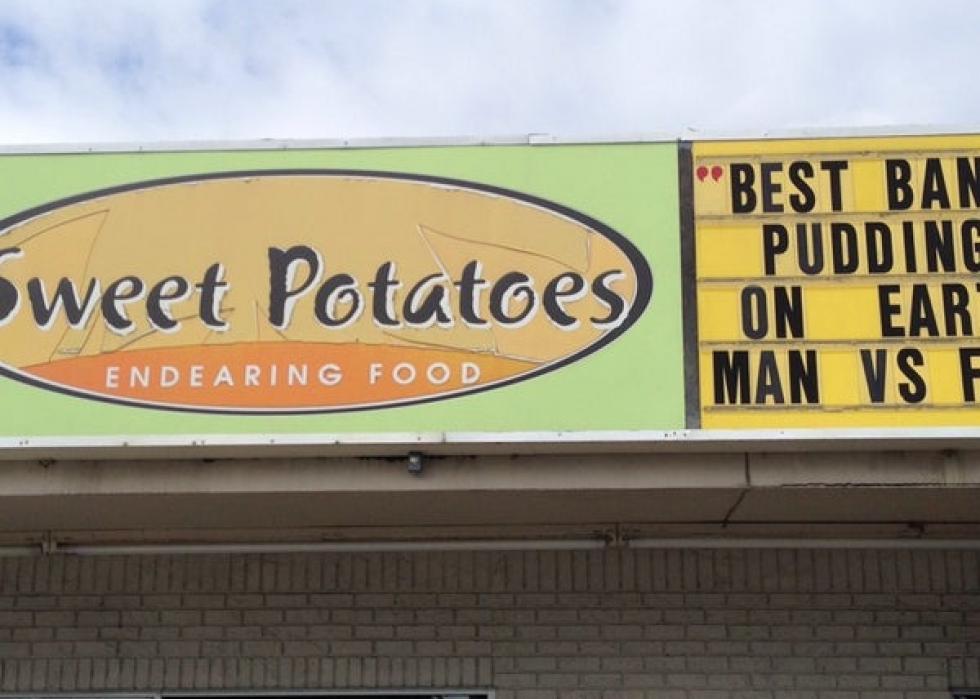 Sweet Potatoes
ENDEARING FOOD
"BEST BAN
PUDDING
ON EART
MAN VS F